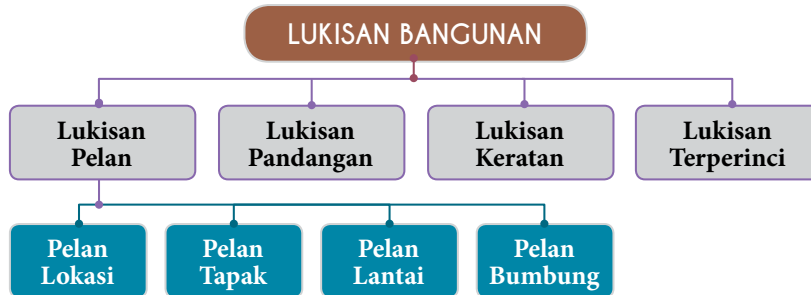 LUKISAN BANGUNAN
Lukisan
Pelan
Lukisan
Pandangan
Lukisan
Keratan
Lukisan
Terperinci
Pelan
Lokasi
Pelan
Tapak
Pelan
Lantai
Pelan
Bumbung